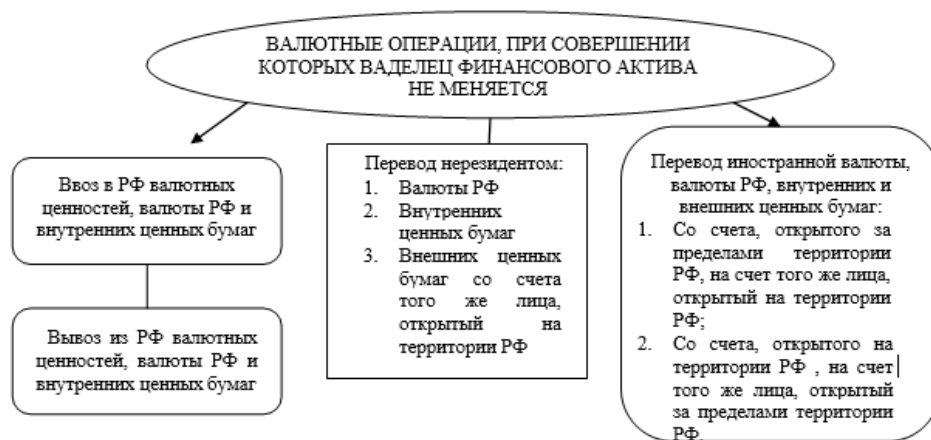 ВАЛЮТНЫЕ ОПЕРАЦИИ, ПРИ СОВЕРШЕНИИ
КОТОРЫХ ВАДЕЛЕЦ ФИНАНСОВОГО АКТИВА
НЕ МЕНЯЕТСЯ
Ввоз в РФ валютных
ценностей, валюты РФ и
внутренних ценных бумаг
Вывоз из РФ валютных
ценностей, валюты РФ и
внутренних ценных бумаг
Перевод нерезидентом:
1. Валюты РФ
2. Внутренних
ценных бумаг
3. Внешних ценных
бумаг со счета
того же лица,
открытый на
территории РФ
Перевод иностранной валюты,
валюты РФ, внутренних и
внешних ценных бумаг:
1. Со счета, открытого за
пределами территории
РФ, на счет того же лица,
открытый на территории
РФ;
2. Со счета, открытого на
территории РФ , на счет
того же лица, открытый
за пределами территории
РФ.